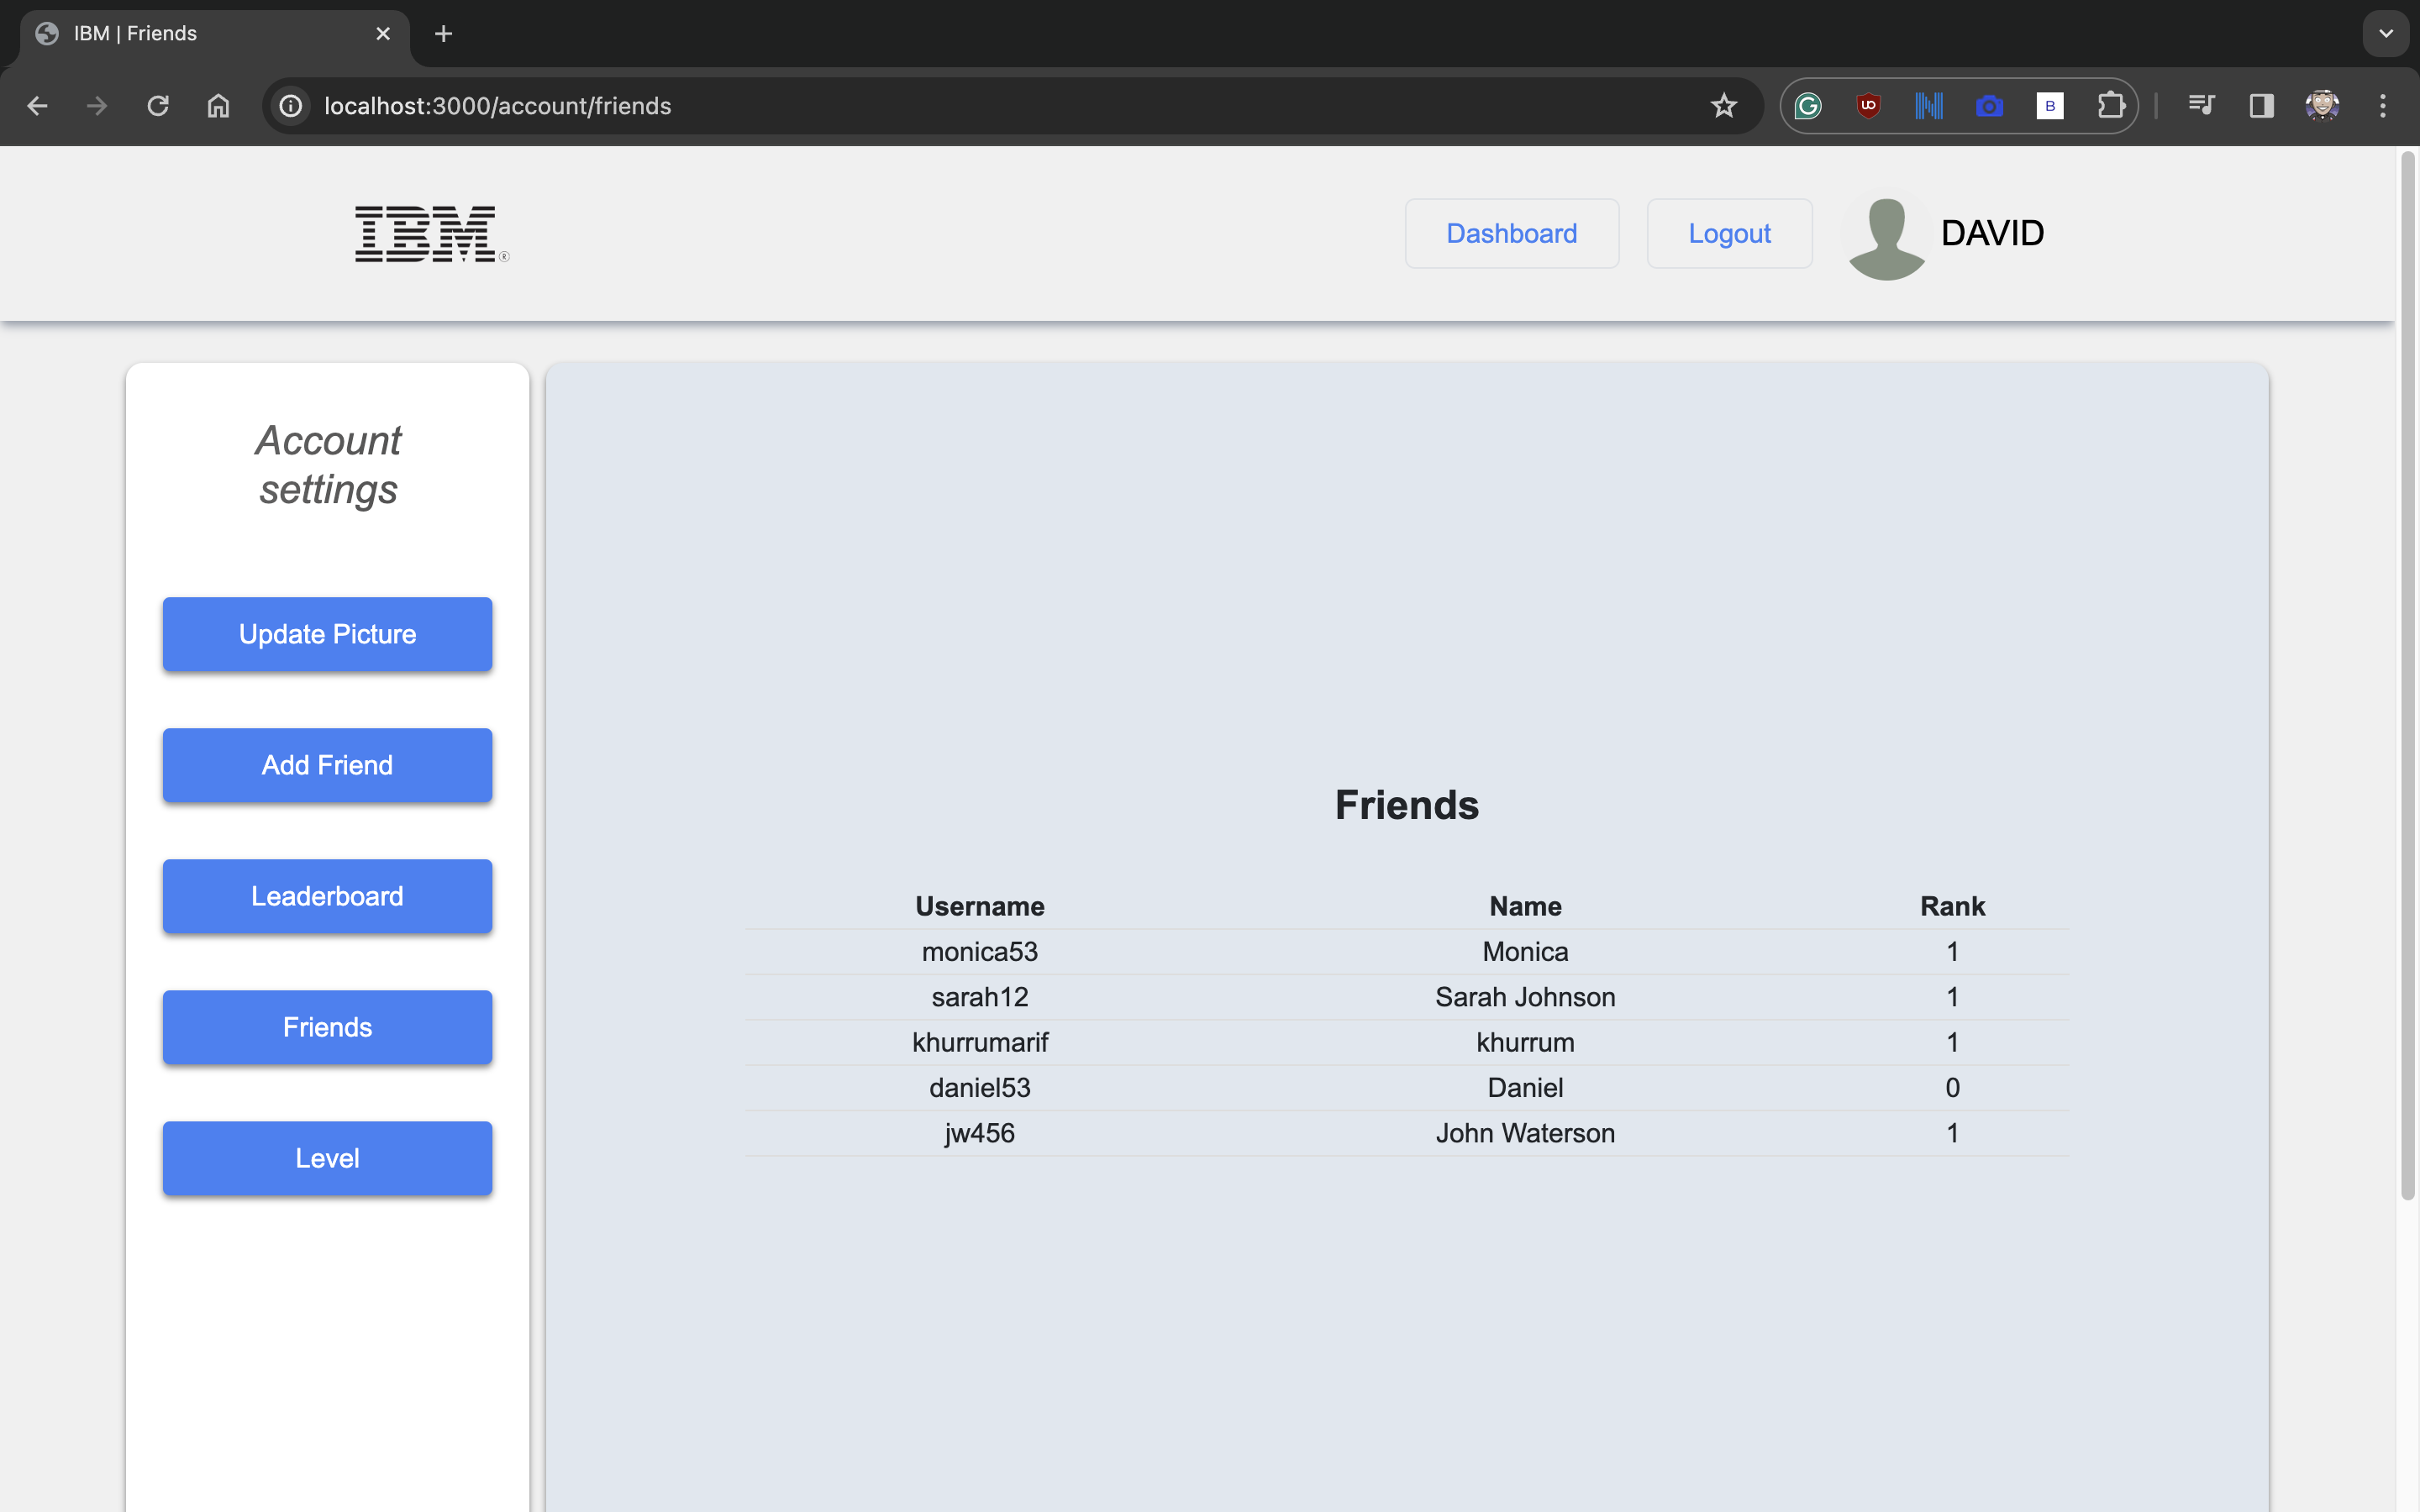 IBM | Friends
localhost:3000/account/friends
UO
B
IBM®
Dashboard
Logout
DAVID
Account
settings
Update Picture
Add Friend
Leaderboard
Friends
Level
Friends
Username Name Rank
monica53 Monica 1
sarah12 Sarah Johnson 1
khurrumarif khurrum 1
daniel53 Daniel 0
jw456 John Waterson 1